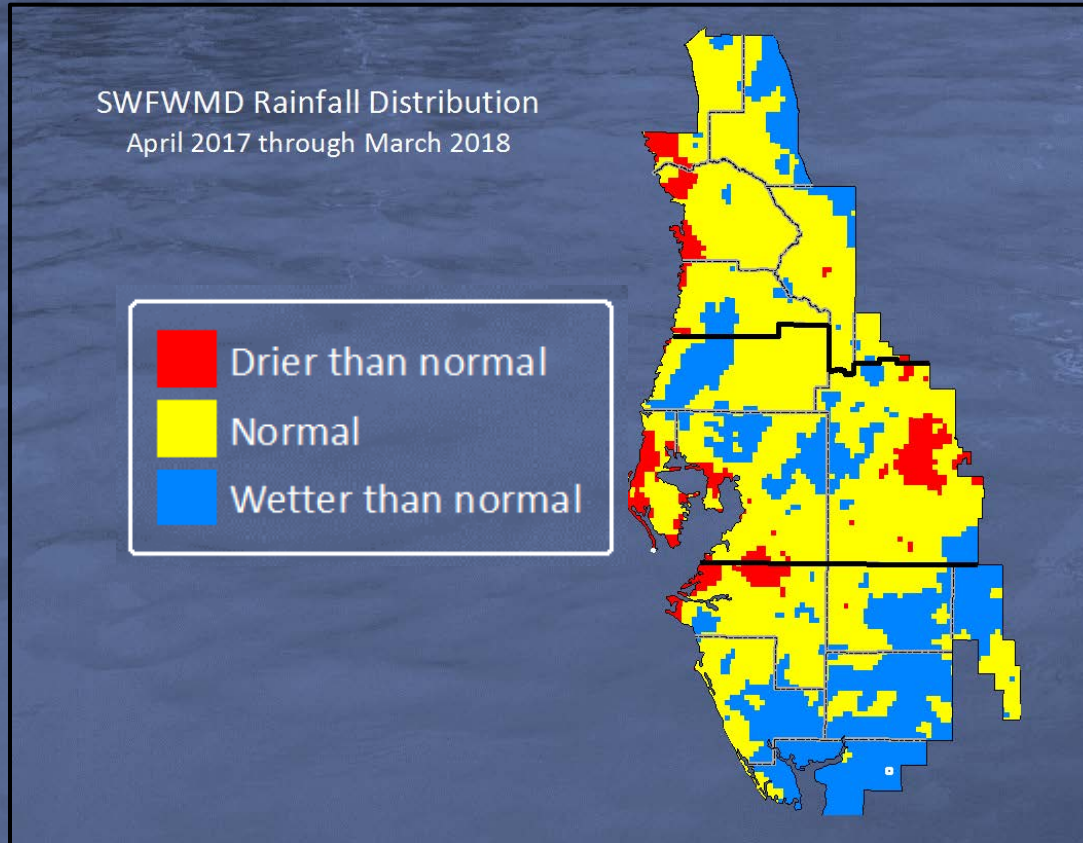 SWFWMD Rainfall Distribution
April 2017 through March 2018
Drier than normal
Normal
Wetter than normal